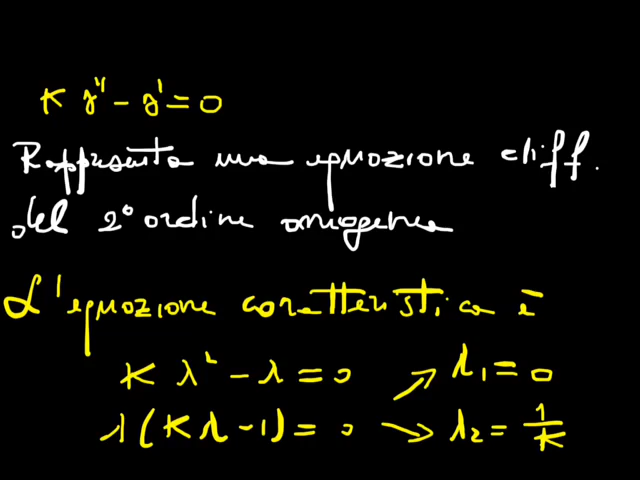 K y'' - y' = 0
Rappresenta una equazione diff.
del 2° ordine omogenea
L'equazione caratteristica è
K λ² - λ = 0 ↗ λ₁ = 0
λ (K λ - 1) = 0 → λ₂ = 1/K